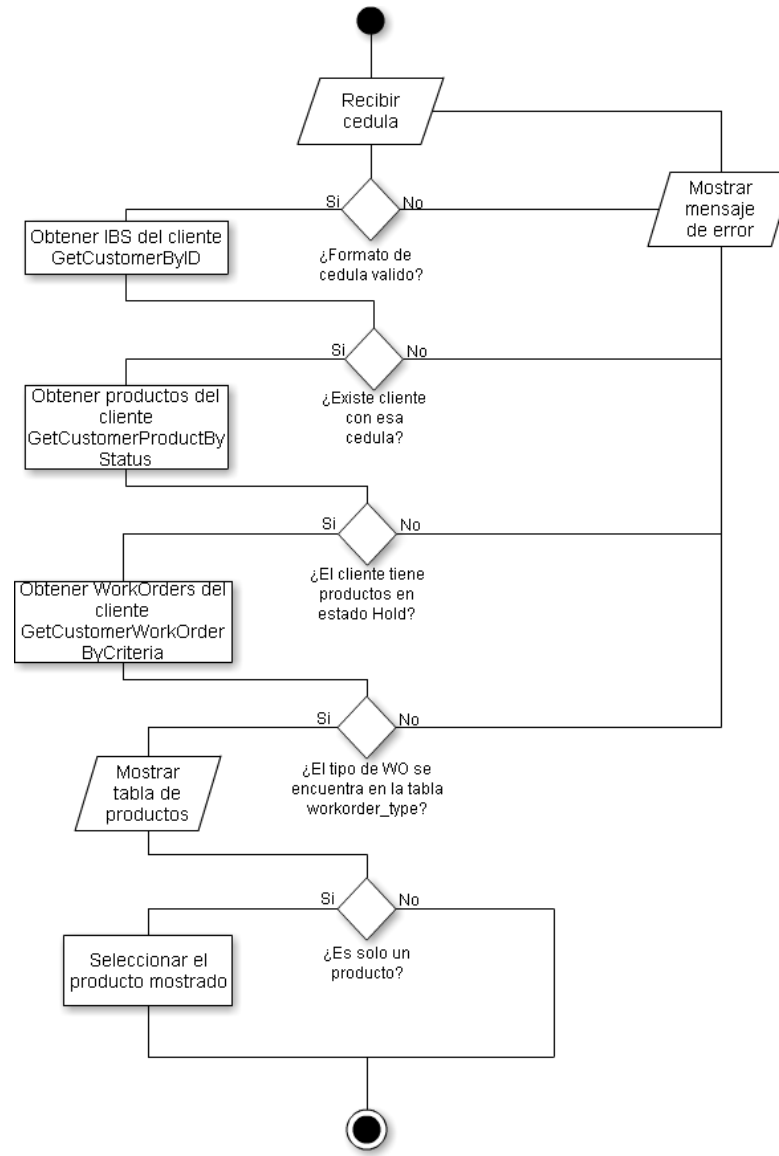 Recibir
cedula
Si
No
Mostrar
mensaje
de error
Obtener IBS del cliente
GetCustomerByID
¿Formato de
cedula valido?
Si
No
Obtener productos del
cliente
GetCustomerProductBy
Status
¿Existe cliente
con esa
cedula?
Si
No
Obtener WorkOrders del
cliente
GetCustomerWorkOrder
ByCriteria
¿El cliente tiene
productos en
estado Hold?
Si
No
Mostrar
tabla de
productos
¿El tipo de WO se
encuentra en la tabla
workorder_type?
Si
No
Seleccionar el
producto mostrado
¿Es solo un
producto?